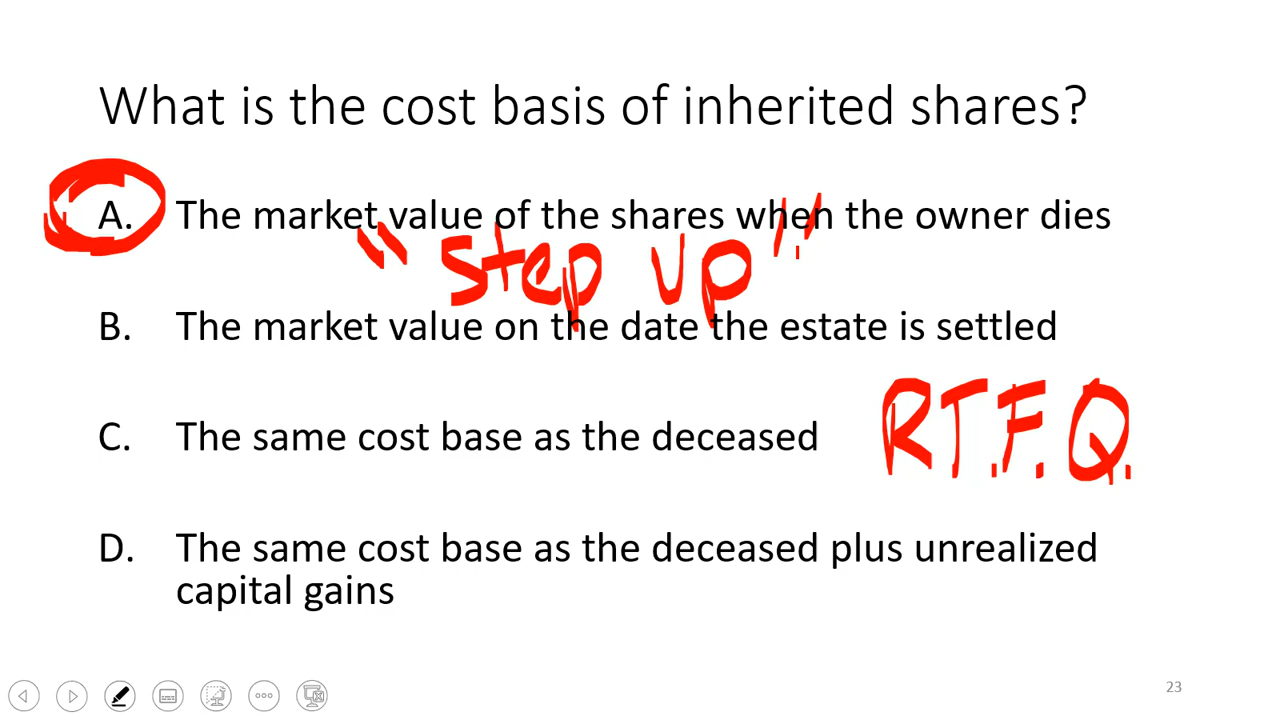 What is the cost basis of inherited shares?
A. The market value of the shares when the owner dies
"step up"
B. The market value on the date the estate is settled
R.T.F.Q.
C. The same cost base as the deceased
D. The same cost base as the deceased plus unrealized
capital gains
23